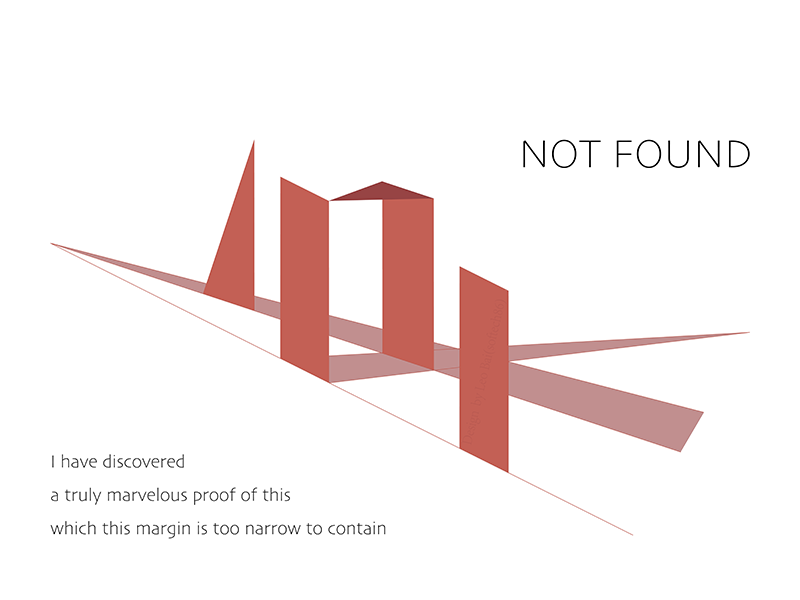 NOT FOUND
I have discovered
a truly marvelous proof of this
which this margin is too narrow to contain